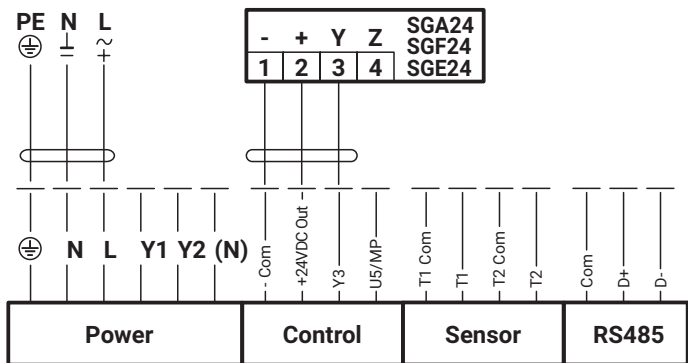 PE N L
- + Y Z SGA24
SGF24
1 2 3 4 SGE24
N L Y1 Y2 (N)
- Com
+24VDC Out
Y3
U5/MP
T1 Com
T1
T2 Com
T2
Com
D+
D-
Power Control Sensor RS485